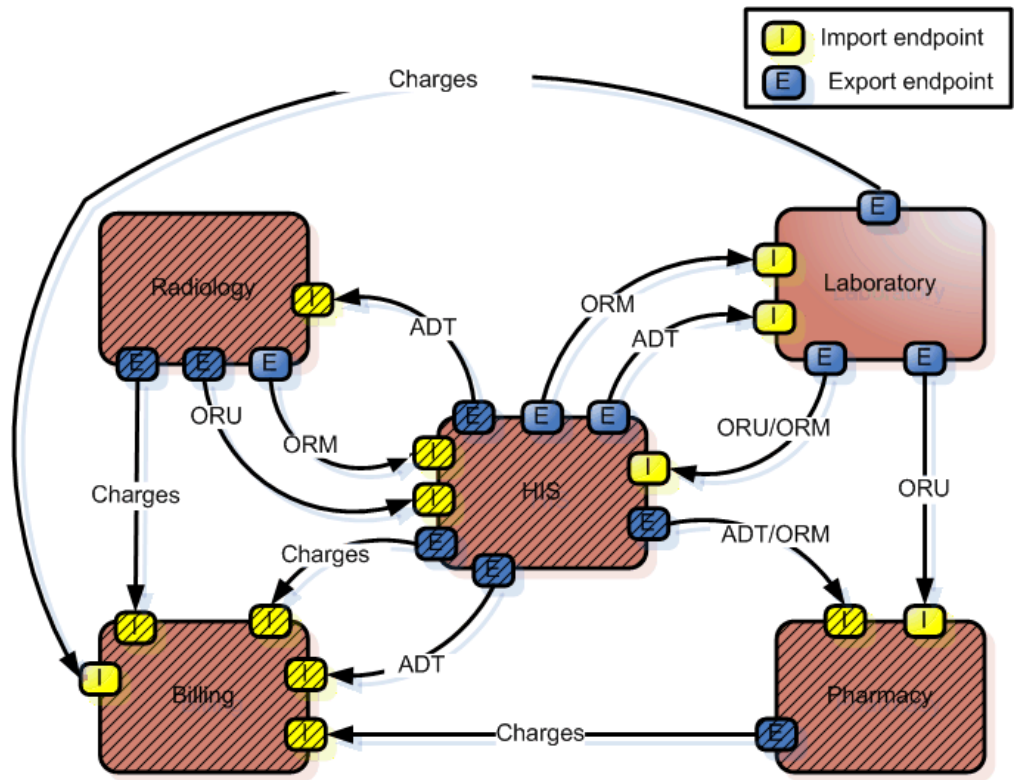 I Import endpoint
E Export endpoint
Charges
E
Radiology
I
Laboratory
I
I
ORM
ADT
ADT
E
E
E
E
E
ORU
ORM
E
E
E
ORU/ORM
I
I
HIS
I
I
ORU
Charges
E
ADT/ORM
Charges
E
E
I
I
I
I
ADT
I
I
Billing
Pharmacy
I
Charges
E